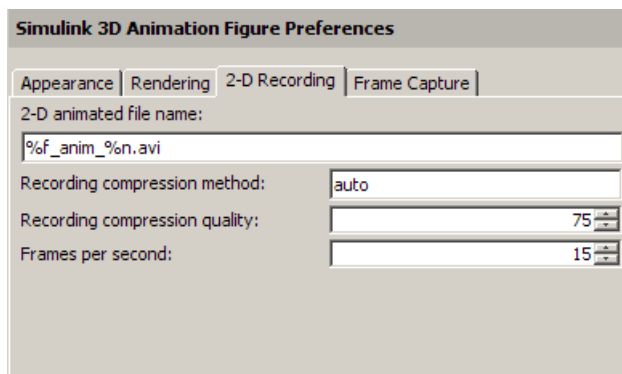 Simulink 3D Animation Figure Preferences
Appearance Rendering 2-D Recording Frame Capture
2-D animated file name:
%f_anim_%n.avi
Recording compression method: auto
Recording compression quality: 75
Frames per second: 15